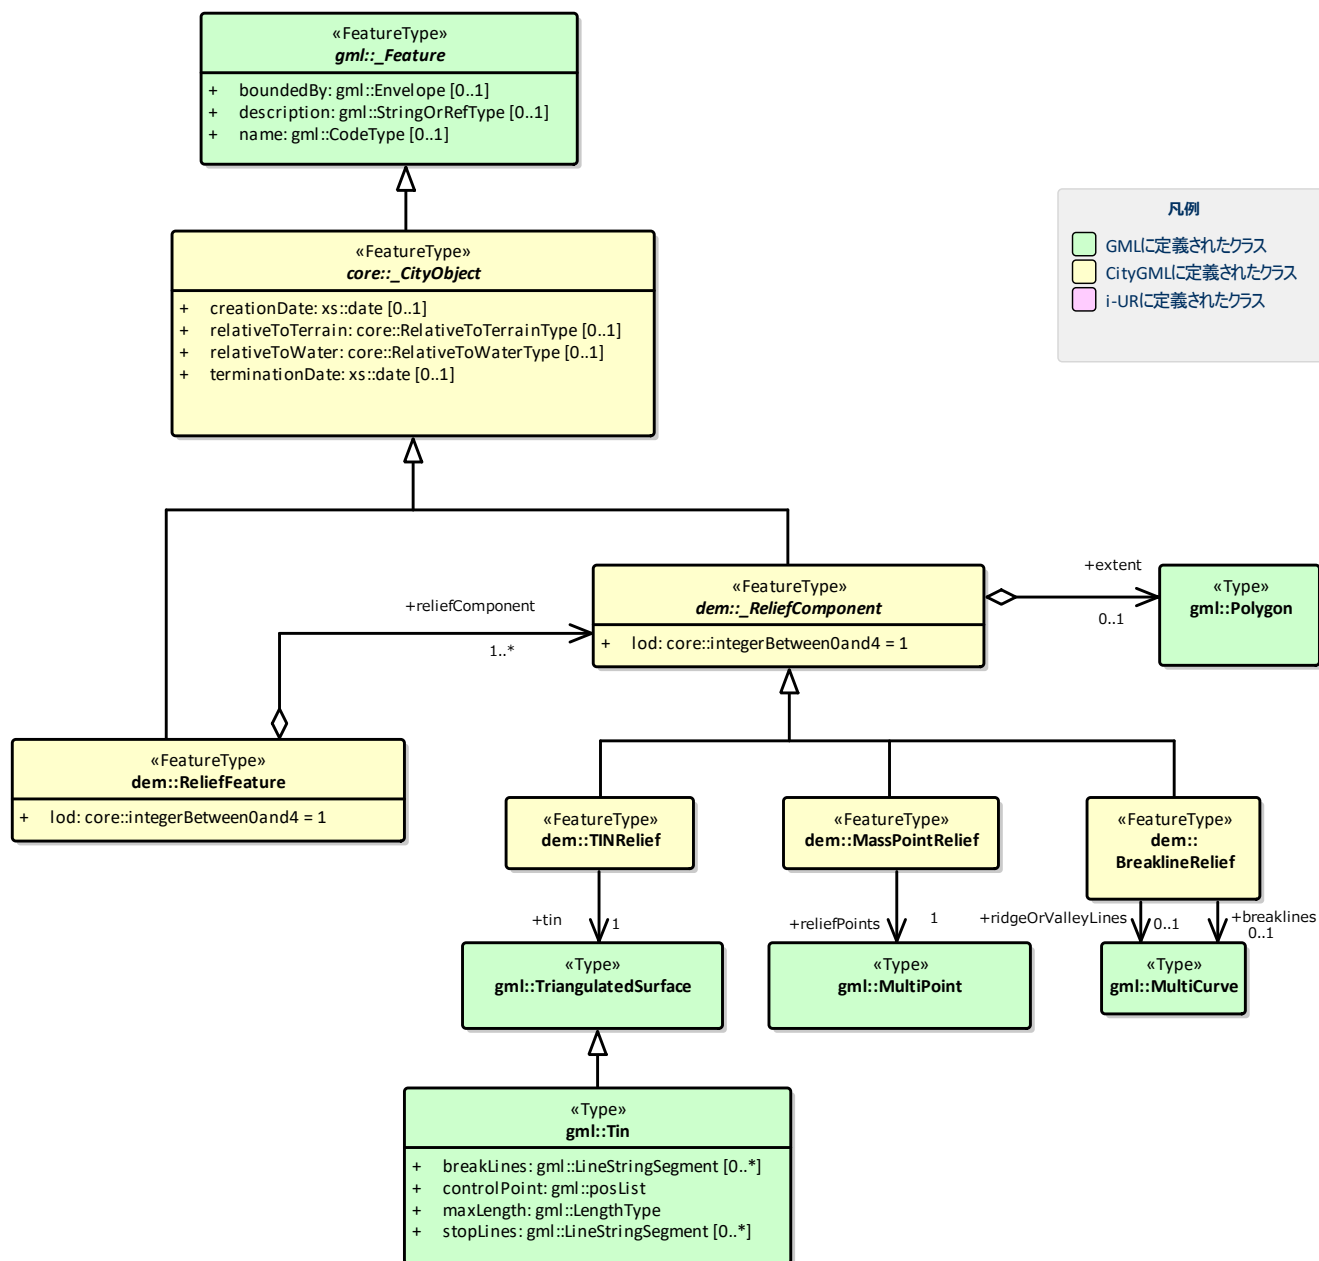 «FeatureType»
gml::_Feature
+ boundedBy: gml::Envelope [0..1]
+ description: gml::StringOrRefType [0..1]
+ name: gml::CodeType [0..1]
凡例
GMLに定義されたクラス
CityGMLに定義されたクラス
i-URに定義されたクラス
«FeatureType»
core::_CityObject
+ creationDate: xs::date [0..1]
+ relativeToTerrain: core::RelativeToTerrainType [0..1]
+ relativeToWater: core::RelativeToWaterType [0..1]
+ terminationDate: xs::date [0..1]
+reliefComponent
1..*
«FeatureType»
dem::_ReliefComponent
+ lod: core::integerBetween0and4 = 1
+extent
0..1
«Type»
gml::Polygon
«FeatureType»
dem::ReliefFeature
+ lod: core::integerBetween0and4 = 1
«FeatureType»
dem::TINRelief
«FeatureType»
dem::MassPointRelief
«FeatureType»
dem::
BreaklineRelief
+tin
1
+reliefPoints
1
+ridgeOrValleyLines
0..1
+breaklines
0..1
«Type»
gml::TriangulatedSurface
«Type»
gml::MultiPoint
«Type»
gml::MultiCurve
«Type»
gml::Tin
+ breakLines: gml::LineStringSegment [0..*]
+ controlPoint: gml::posList
+ maxLength: gml::LengthType
+ stopLines: gml::LineStringSegment [0..*]